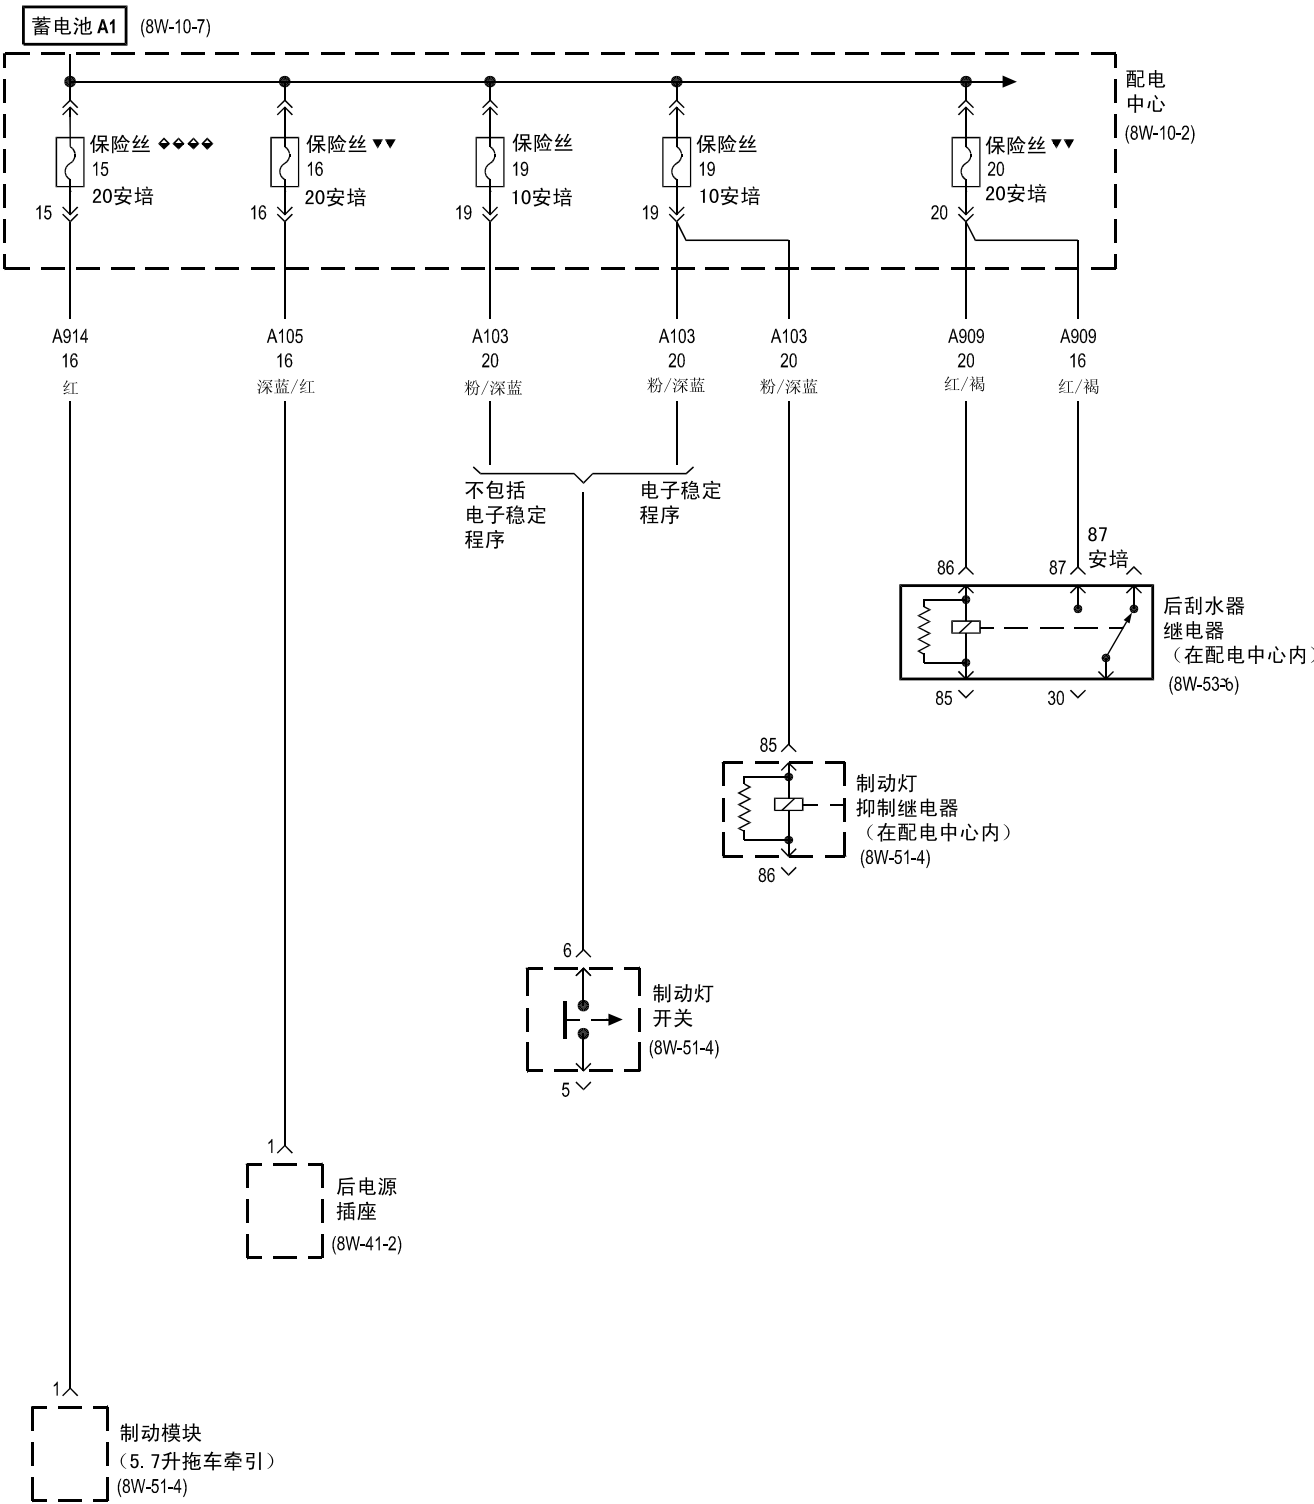 蓄电池 A1 (8W-10-7)
配电
中心
(8W-10-2)
保险丝
15
20安培
15
保险丝
16
20安培
16
保险丝
19
10安培
19
保险丝
19
10安培
19
保险丝
20
20安培
20
A914
16
红
A105
16
深蓝/红
A103
20
粉/深蓝
A103
20
粉/深蓝
A103
20
粉/深蓝
A909
20
红/褐
A909
16
红/褐
不包括
电子稳定
程序
电子稳定
程序
86
87
87
安培
后刮水器
继电器
（在配电中心内）
(8W-53-6)
85
30
85
制动灯
抑制继电器
（在配电中心内）
(8W-51-4)
86
6
制动灯
开关
(8W-51-4)
5
1
后电源
插座
(8W-41-2)
1
制动模块
（5. 7升拖车牵引）
(8W-51-4)